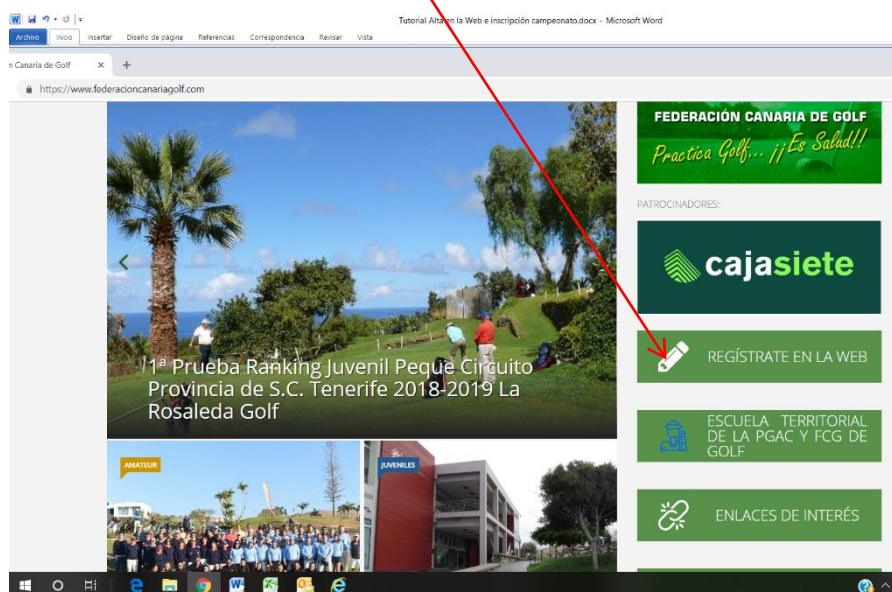 Tutorial Alta en la Web e inscripción campeonato.docx - Microsoft Word
Archivo Inicio Insertar Diseño de página Referencias Correspondencia Revisar Vista
n Canaria de Golf
https://www.federacioncanariagolf.com
FEDERACIÓN CANARIA DE GOLF
Practica Golf... ¡¡Es Salud!!
PATROCINADORES:
cajasiete
REGÍSTRATE EN LA WEB
1ª Prueba Ranking Juvenil Peque Circuito
Provincia de S.C. Tenerife 2018-2019 La
Rosaleda Golf
ESCUELA TERRITORIAL
DE LA PGAC Y FCG DE
GOLF
AMATEUR
JUVENILES
ENLACES DE INTERÉS